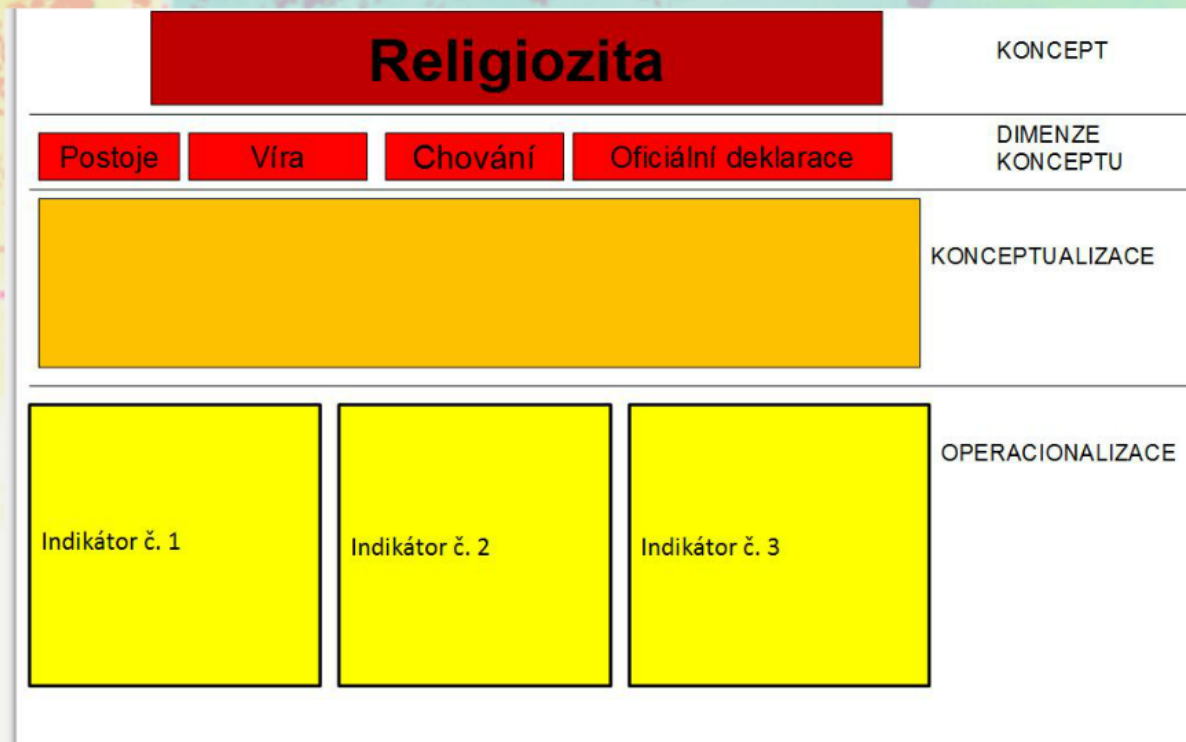 Religiozita
KONCEPT
Postoje
Víra
Chování
Oficiální deklarace
DIMENZE
KONCEPTU
KONCEPTUALIZACE
Indikátor č. 1
Indikátor č. 2
Indikátor č. 3
OPERACIONALIZACE